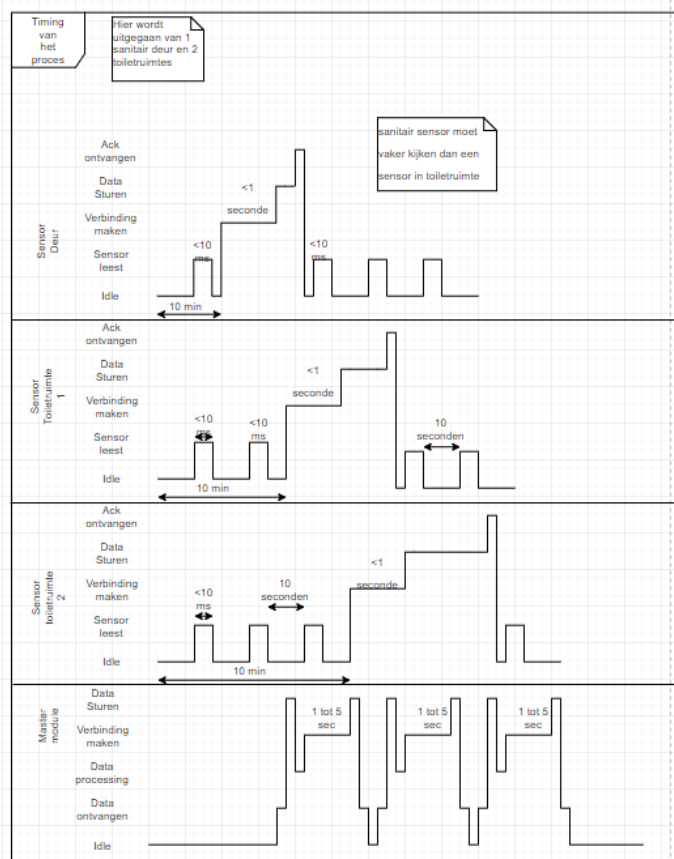 Timing
van
het
proces
Hier wordt
uitgegaan van 1
sanitair deur en 2
toiletruimtes
sanitair sensor moet
vaker kijken dan een
sensor in toiletruimte
Sensor
Deur
Ack
ontvangen
Data
Sturen
Verbinding
maken
Sensor
leest
Idle
<1
seconde
<10
ms
<10
ms
10 min
Sensor
Toiletruimte
1
Ack
ontvangen
Data
Sturen
Verbinding
maken
Sensor
leest
Idle
<1
seconde
<10
ms
<10
ms
10
seconden
10 min
Sensor
toiletruimte
2
Ack
ontvangen
Data
Sturen
Verbinding
maken
Sensor
leest
Idle
<1
seconde
<10
ms
10
seconden
10 min
Master
module
Data
Sturen
Verbinding
maken
Data
processing
Data
ontvangen
Idle
1 tot 5
sec
1 tot 5
sec
1 tot 5
sec